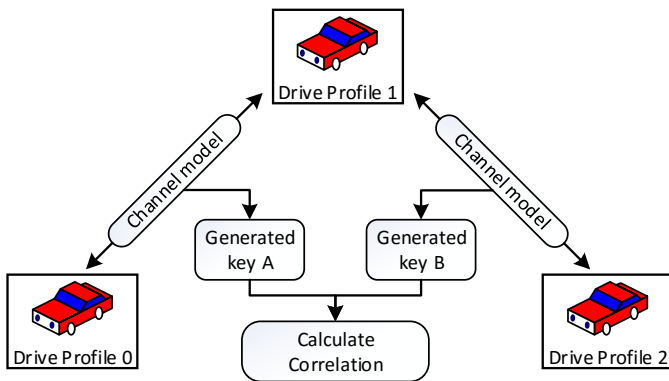 Drive Profile 1
Channel model
Channel model
Generated
key A
Generated
key B
Drive Profile 0
Calculate
Correlation
Drive Profile 2